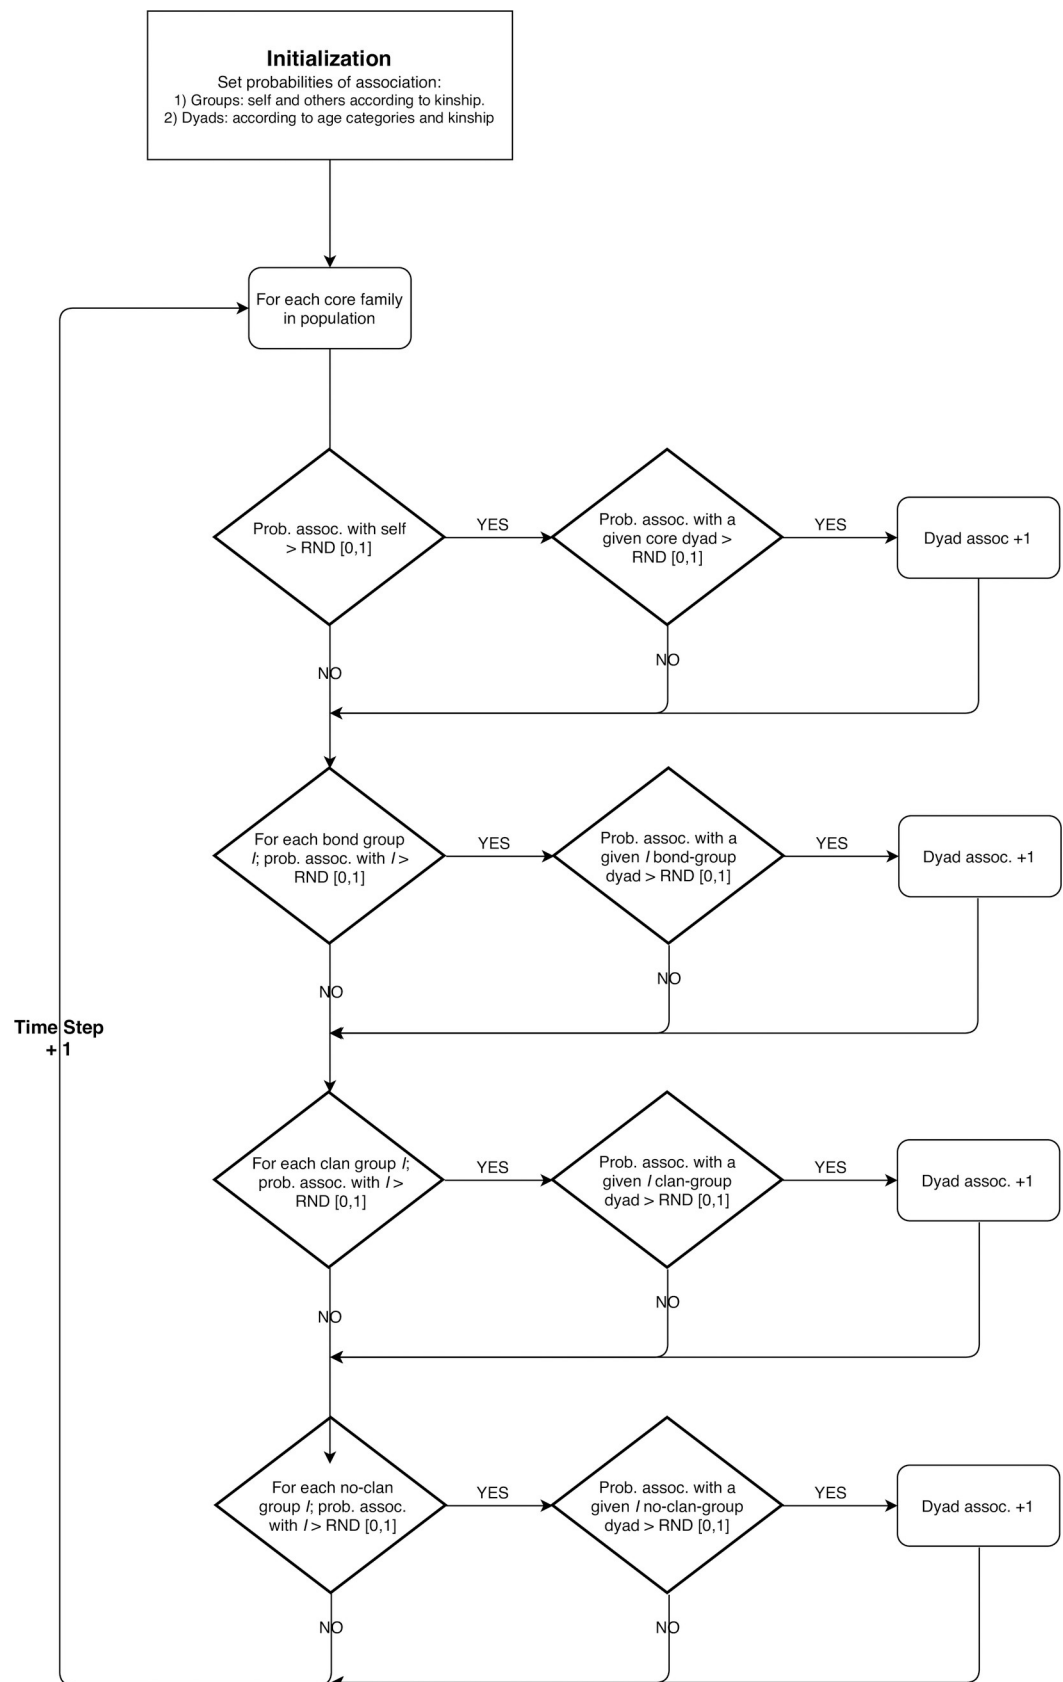 Initialization
Set probabilities of association:
1) Groups: self and others according to kinship.
2) Dyads: according to age categories and kinship
For each core family
in population
Prob. assoc. with self
> RND [0,1]
YES
Prob. assoc. with a
given core dyad >
RND [0,1]
YES
Dyad assoc +1
NO
NO
For each bond group
I; prob. assoc. with I >
RND [0,1]
YES
Prob. assoc. with a
given I bond-group
dyad > RND [0,1]
YES
Dyad assoc. +1
NO
NO
Time Step
+ 1
For each clan group I;
prob. assoc. with I >
RND [0,1]
YES
Prob. assoc. with a
given I clan-group
dyad > RND [0,1]
YES
Dyad assoc. +1
NO
NO
For each no-clan
group I; prob. assoc.
with I > RND [0,1]
YES
Prob. assoc. with a
given I no-clan-group
dyad > RND [0,1]
YES
Dyad assoc. +1
NO
NO